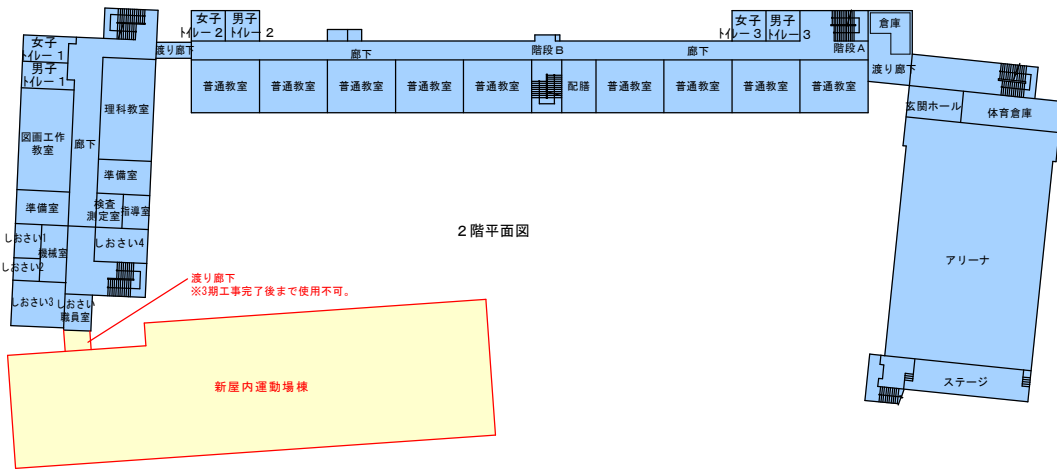 女子
トイレー2
男子
トイレー2
女子
トイレー3
男子
トイレー3
倉庫
女子
トイレー1
渡り廊下
廊下
階段B
廊下
階段A
渡り廊下
男子
トイレー1
普通教室
普通教室
普通教室
普通教室
普通教室
配膳
普通教室
普通教室
普通教室
普通教室
理科教室
玄関ホール
体育倉庫
図画工作
教室
廊下
準備室
準備室
検査
測定室
指導室
しおさい1
機械室
しおさい4
しおさい2
2階平面図
アリーナ
渡り廊下
※3期工事完了後まで使用不可。
しおさい3
しおさい
職員室
新屋内運動場棟
ステージ